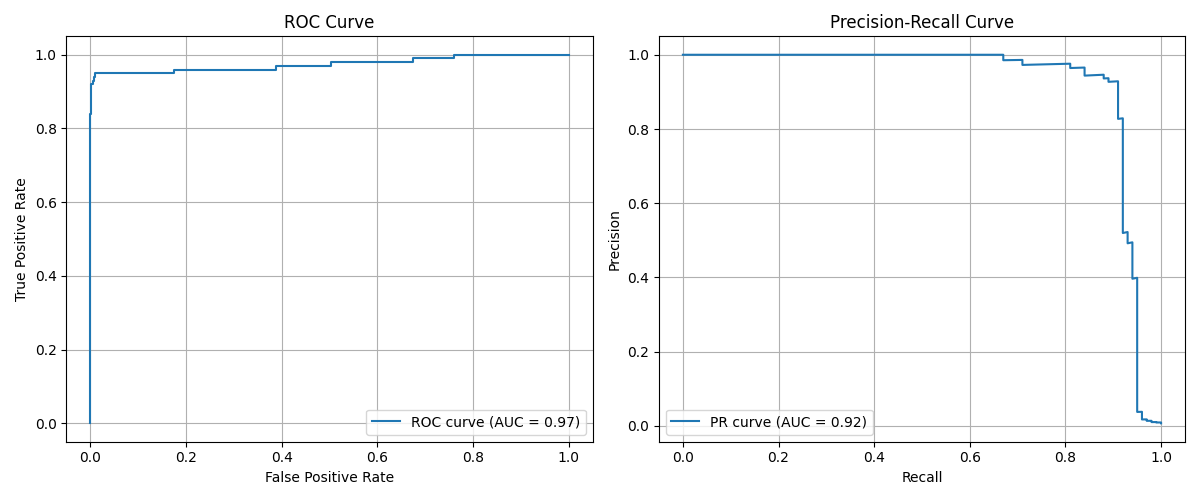 ROC Curve
True Positive Rate
1.0
0.8
0.6
0.4
0.2
0.0
0.0 0.2 0.4 0.6 0.8 1.0
False Positive Rate
ROC curve (AUC = 0.97)
Precision-Recall Curve
Precision
1.0
0.8
0.6
0.4
0.2
0.0
0.0 0.2 0.4 0.6 0.8 1.0
Recall
PR curve (AUC = 0.92)